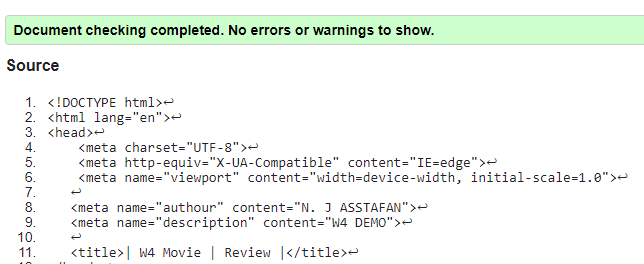 Document checking completed. No errors or warnings to show.
Source
1. <!DOCTYPE html>↩
2. <html lang="en">↩
3. <head>↩
4.     <meta charset="UTF-8">↩
5.     <meta http-equiv="X-UA-Compatible" content="IE=edge">↩
6.     <meta name="viewport" content="width=device-width, initial-scale=1.0">↩
7.    ↩
8.    <meta name="authour" content="N. J ASSTAFAN">↩
9.    <meta name="description" content="W4 DEMO">↩
10.    ↩
11.    <title>| W4 Movie | Review |</title>↩